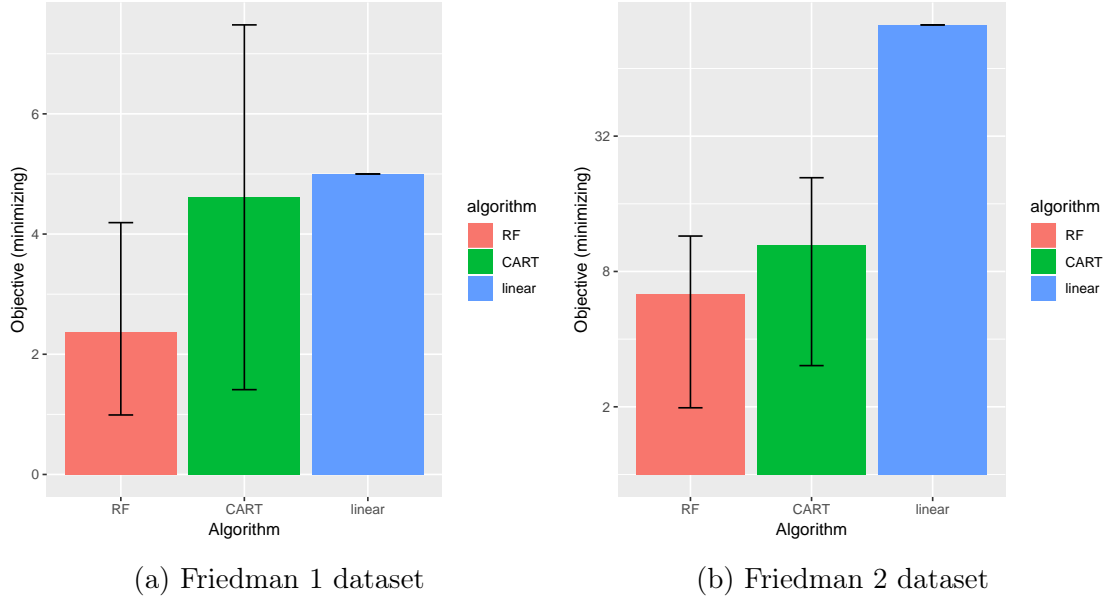 Objective (minimizing)
6
4
2
0
RF
CART
linear
Algorithm
algorithm
RF
CART
linear
(a) Friedman 1 dataset
Objective (minimizing)
32
8
2
RF
CART
linear
Algorithm
algorithm
RF
CART
linear
(b) Friedman 2 dataset